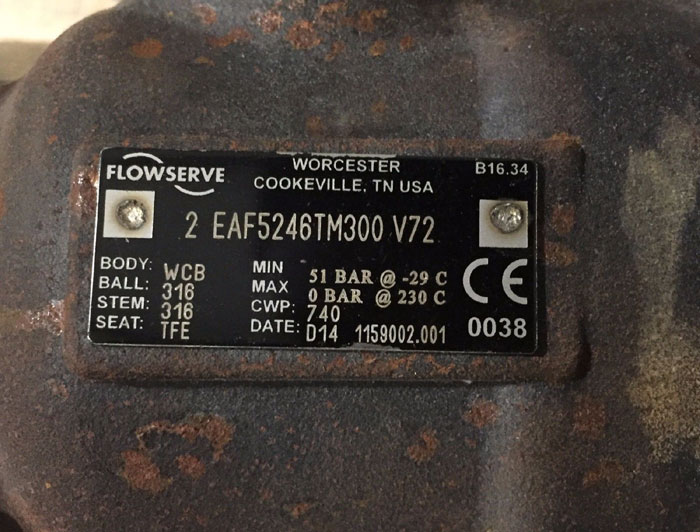 FLOWSERVE WORCESTER B16.34
COOKEVILLE, TN USA
2 EAF5246TM300 V72
BODY: WCB MIN 51 BAR @ -29 C
BALL: 316 MAX 0 BAR @ 230 C
STEM: 316 CWP: 740
SEAT: TFE DATE: D14 1159002.001
CE
0038